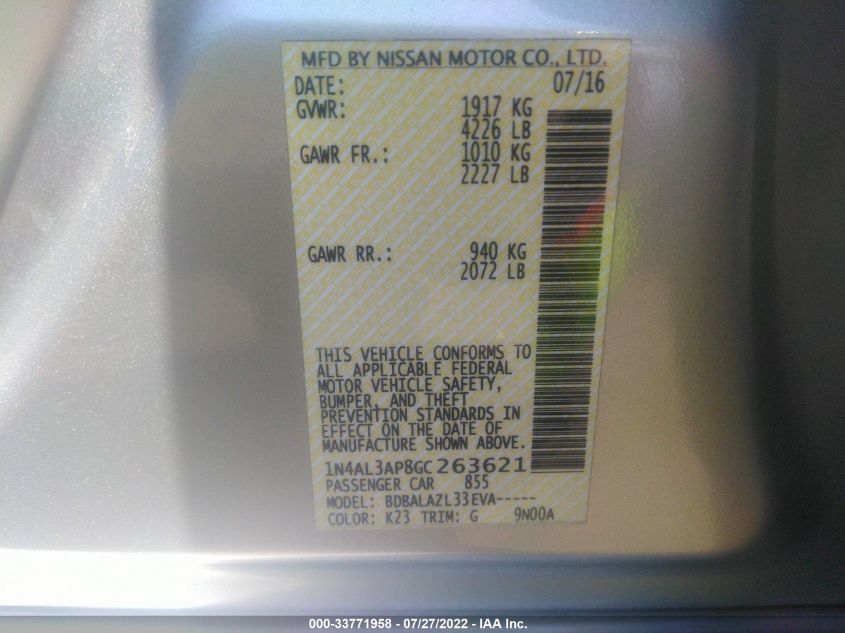 MFD BY NISSAN MOTOR CO., LTD.
DATE: 07/16
GVWR: 1917 KG
4226 LB
GAWR FR.: 1010 KG
2227 LB
GAWR RR.: 940 KG
2072 LB
THIS VEHICLE CONFORMS TO
ALL APPLICABLE FEDERAL
MOTOR VEHICLE SAFETY,
BUMPER, AND THEFT
PREVENTION STANDARDS IN
EFFECT ON THE DATE OF
MANUFACTURE SHOWN ABOVE.
1N4AL3AP8GC263621
PASSENGER CAR 855
MODEL: BDBALAZL33EVA-----
COLOR: K23 TRIM: G 9N00A
000-33771958 - 07/27/2022 - IAA Inc.